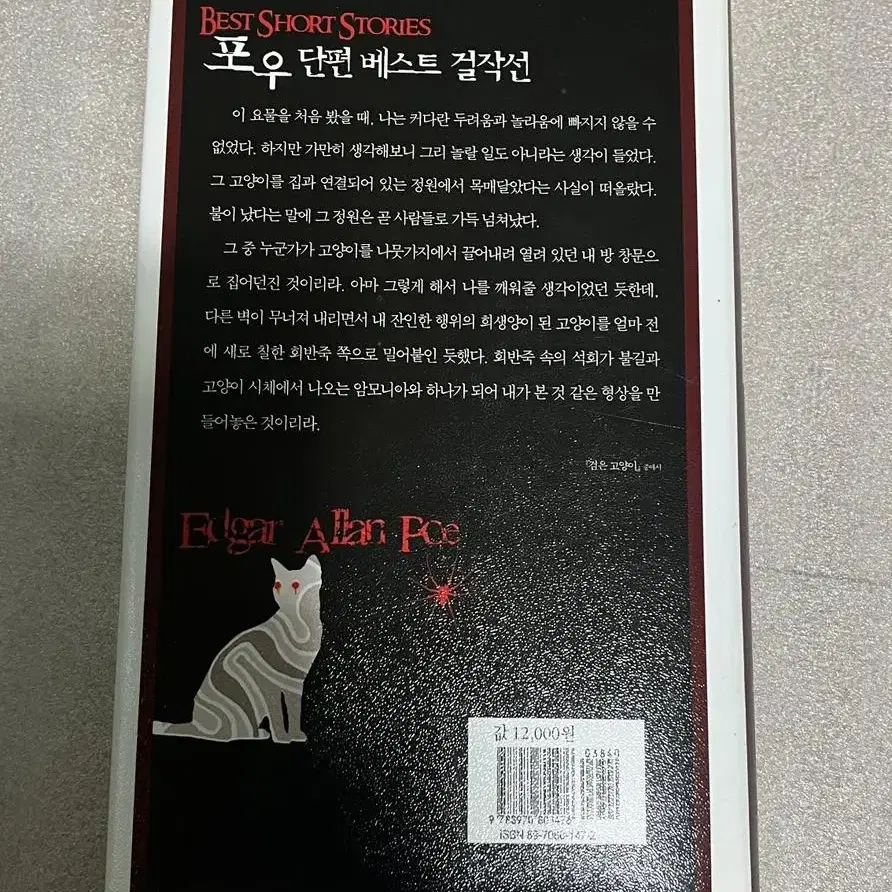 BEST SHORT STORIES
포우 단편 베스트 걸작선
이 요물을 처음 봤을 때, 나는 커다란 두려움과 놀라움에 빠지지 않을 수
없었다. 하지만 가만히 생각해보니 그리 놀랄 일도 아니라는 생각이 들었다.
그 고양이를 집과 연결되어 있는 정원에서 목매달았다는 사실이 떠올랐다.
불이 났다는 말에 그 정원은 곧 사람들로 가득 넘쳐났다.
그 중 누군가가 고양이를 나뭇가지에서 끌어내려 열려 있던 내 방 창문으
로 집어던진 것이리라. 아마 그렇게 해서 나를 깨워줄 생각이었던 듯한데,
다른 벽이 무너져 내리면서 내 잔인한 행위의 희생양이 된 고양이를 얼마 전
에 새로 칠한 회반죽 쪽으로 밀어붙인 듯했다. 회반죽 속의 석회가 불길과
고양이 시체에서 나오는 암모니아와 하나가 되어 내가 본 것 같은 형상을 만
들어놓은 것이리라.
『검은 고양이』 중에서
Edgar Allan Poe
값 12,000원
03840
9 788970 601476
ISBN 89-7060-147-2